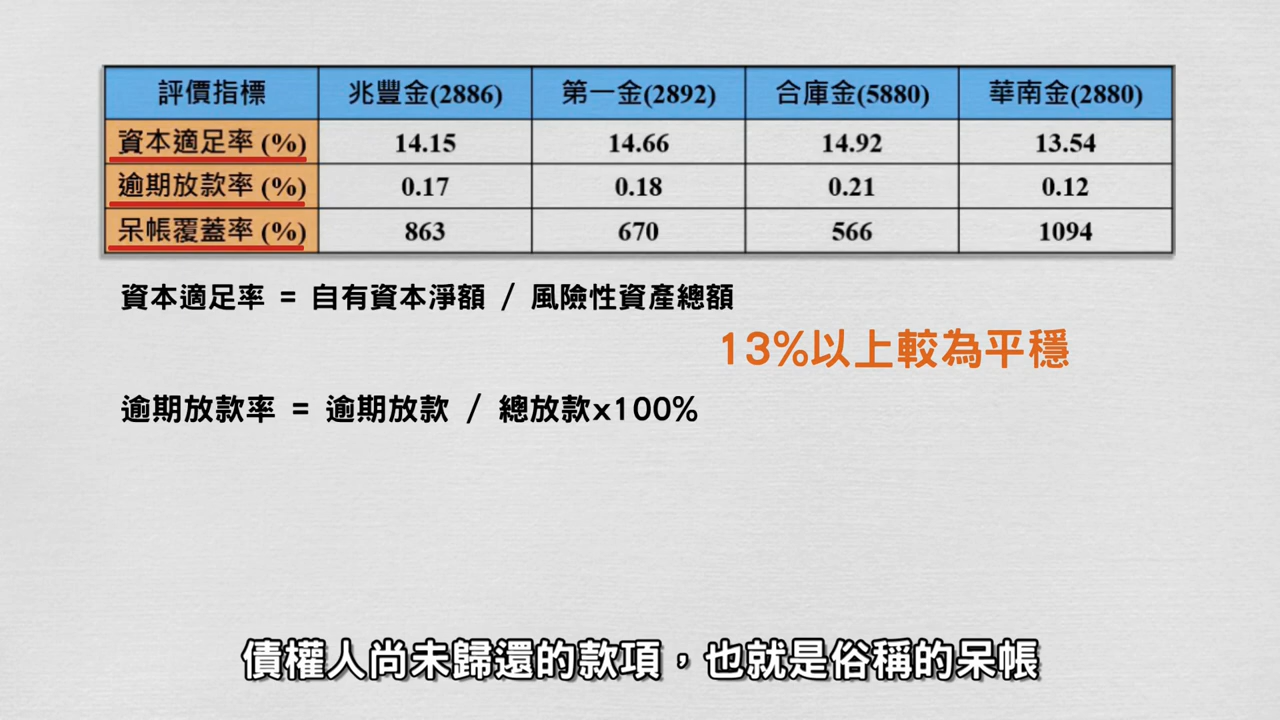 評價指標 兆豐金(2886) 第一金(2892) 合庫金(5880) 華南金(2880)
資本適足率 (%) 14.15 14.66 14.92 13.54
逾期放款率 (%) 0.17 0.18 0.21 0.12
呆帳覆蓋率 (%) 863 670 566 1094
資本適足率 = 自有資本淨額 / 風險性資產總額
13%以上較為平穩
逾期放款率 = 逾期放款 / 總放款x100%
債權人尚未歸還的款項，也就是俗稱的呆帳